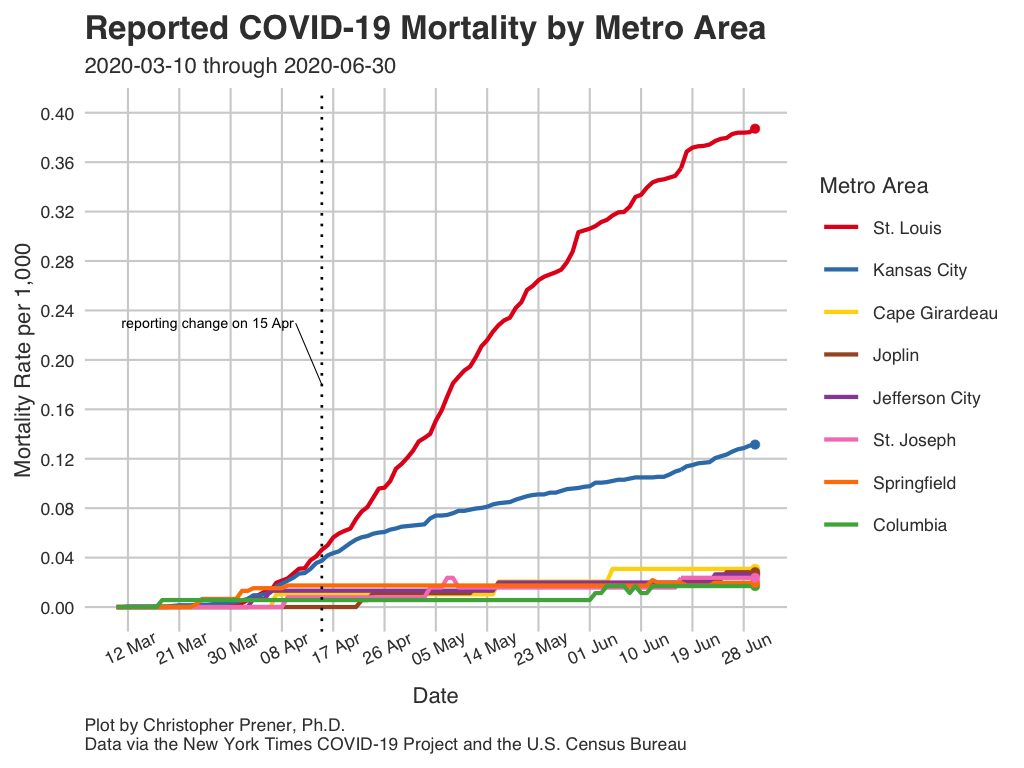 Reported COVID-19 Mortality by Metro Area
2020-03-10 through 2020-06-30
Mortality Rate per 1,000
0.40
0.36
0.32
0.28
0.24
0.20
0.16
0.12
0.08
0.04
0.00
reporting change on 15 Apr
12 Mar
21 Mar
30 Mar
08 Apr
17 Apr
26 Apr
05 May
14 May
23 May
01 Jun
10 Jun
19 Jun
28 Jun
Date
Metro Area
St. Louis
Kansas City
Cape Girardeau
Joplin
Jefferson City
St. Joseph
Springfield
Columbia
Plot by Christopher Prener, Ph.D.
Data via the New York Times COVID-19 Project and the U.S. Census Bureau